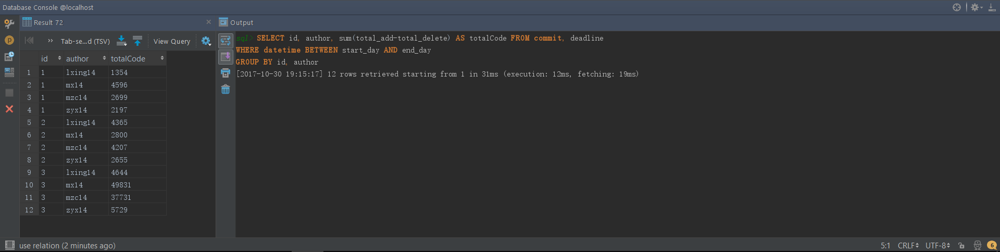 Database Console @localhost
Result 72
Output
Tab-se...d (TSV)
View Query
id author totalCode
1 1 lxing14 1354
2 1 mx14 4596
3 1 mzc14 2699
4 1 zyx14 2197
5 2 lxing14 4365
6 2 mx14 2800
7 2 mzc14 4207
8 2 zyx14 2655
9 3 lxing14 4644
10 3 mx14 49831
11 3 mzc14 37731
12 3 zyx14 5729
sql> SELECT id, author, sum(total_add-total_delete) AS totalCode FROM commit, deadline
WHERE datetime BETWEEN start_day AND end_day
GROUP BY id, author
[2017-10-30 19:15:17] 12 rows retrieved starting from 1 in 31ms (execution: 12ms, fetching: 19ms)
use relation (2 minutes ago)
5:1 CRLF UTF-8 6